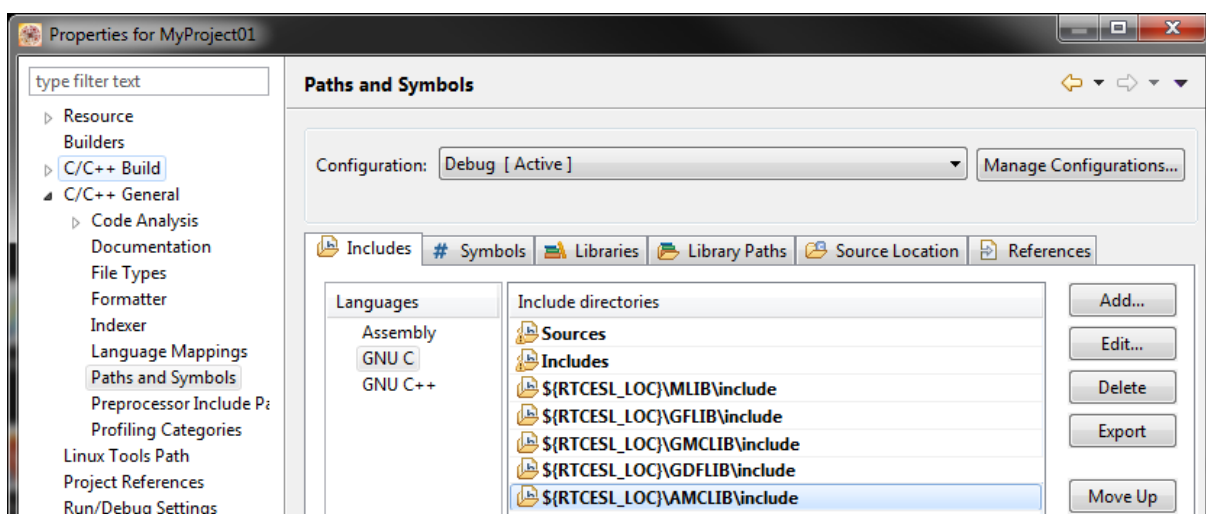 Properties for MyProject01
type filter text
Resource
Builders
C/C++ Build
C/C++ General
Code Analysis
Documentation
File Types
Formatter
Indexer
Language Mappings
Paths and Symbols
Preprocessor Include Pa
Profiling Categories
Linux Tools Path
Project References
Run/Debug Settings
Paths and Symbols
Configuration: Debug [ Active ] Manage Configurations...
Includes # Symbols Libraries Library Paths Source Location References
Languages
Assembly
GNU C
GNU C++
Include directories
Sources
Includes
${RTCESL_LOC}\MLIB\include
${RTCESL_LOC}\GFLIB\include
${RTCESL_LOC}\GMCLIB\include
${RTCESL_LOC}\GDFLIB\include
${RTCESL_LOC}\AMCLIB\include
Add...
Edit...
Delete
Export
Move Up